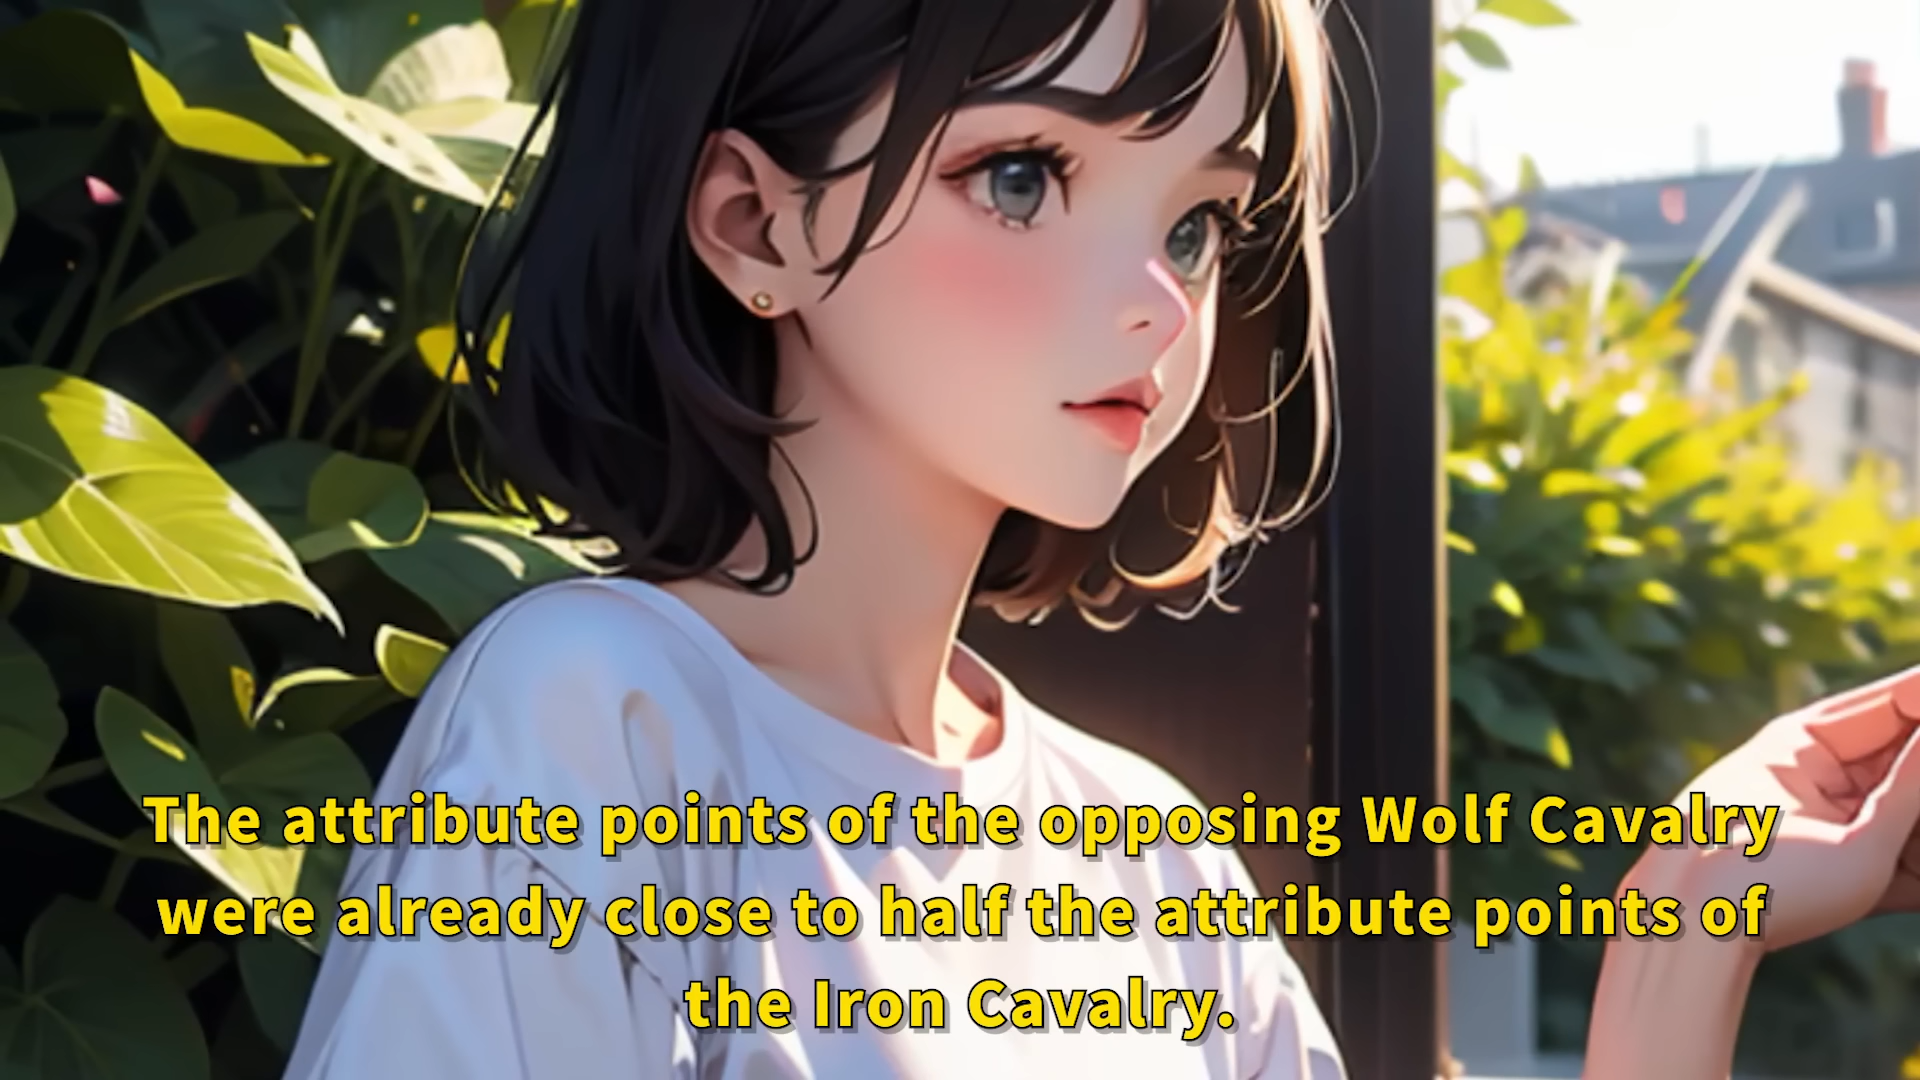 The attribute points of the opposing Wolf Cavalry
were already close to half the attribute points of
the Iron Cavalry.